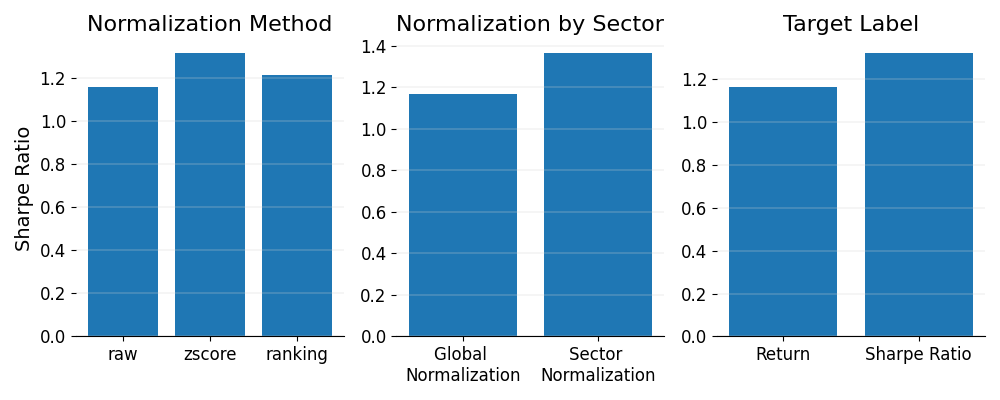 Normalization Method
Sharpe Ratio
1.2
1.0
0.8
0.6
0.4
0.2
0.0
raw zscore ranking
Normalization by Sector
1.4
1.2
1.0
0.8
0.6
0.4
0.2
0.0
Global Sector
Normalization Normalization
Target Label
1.2
1.0
0.8
0.6
0.4
0.2
0.0
Return Sharpe Ratio